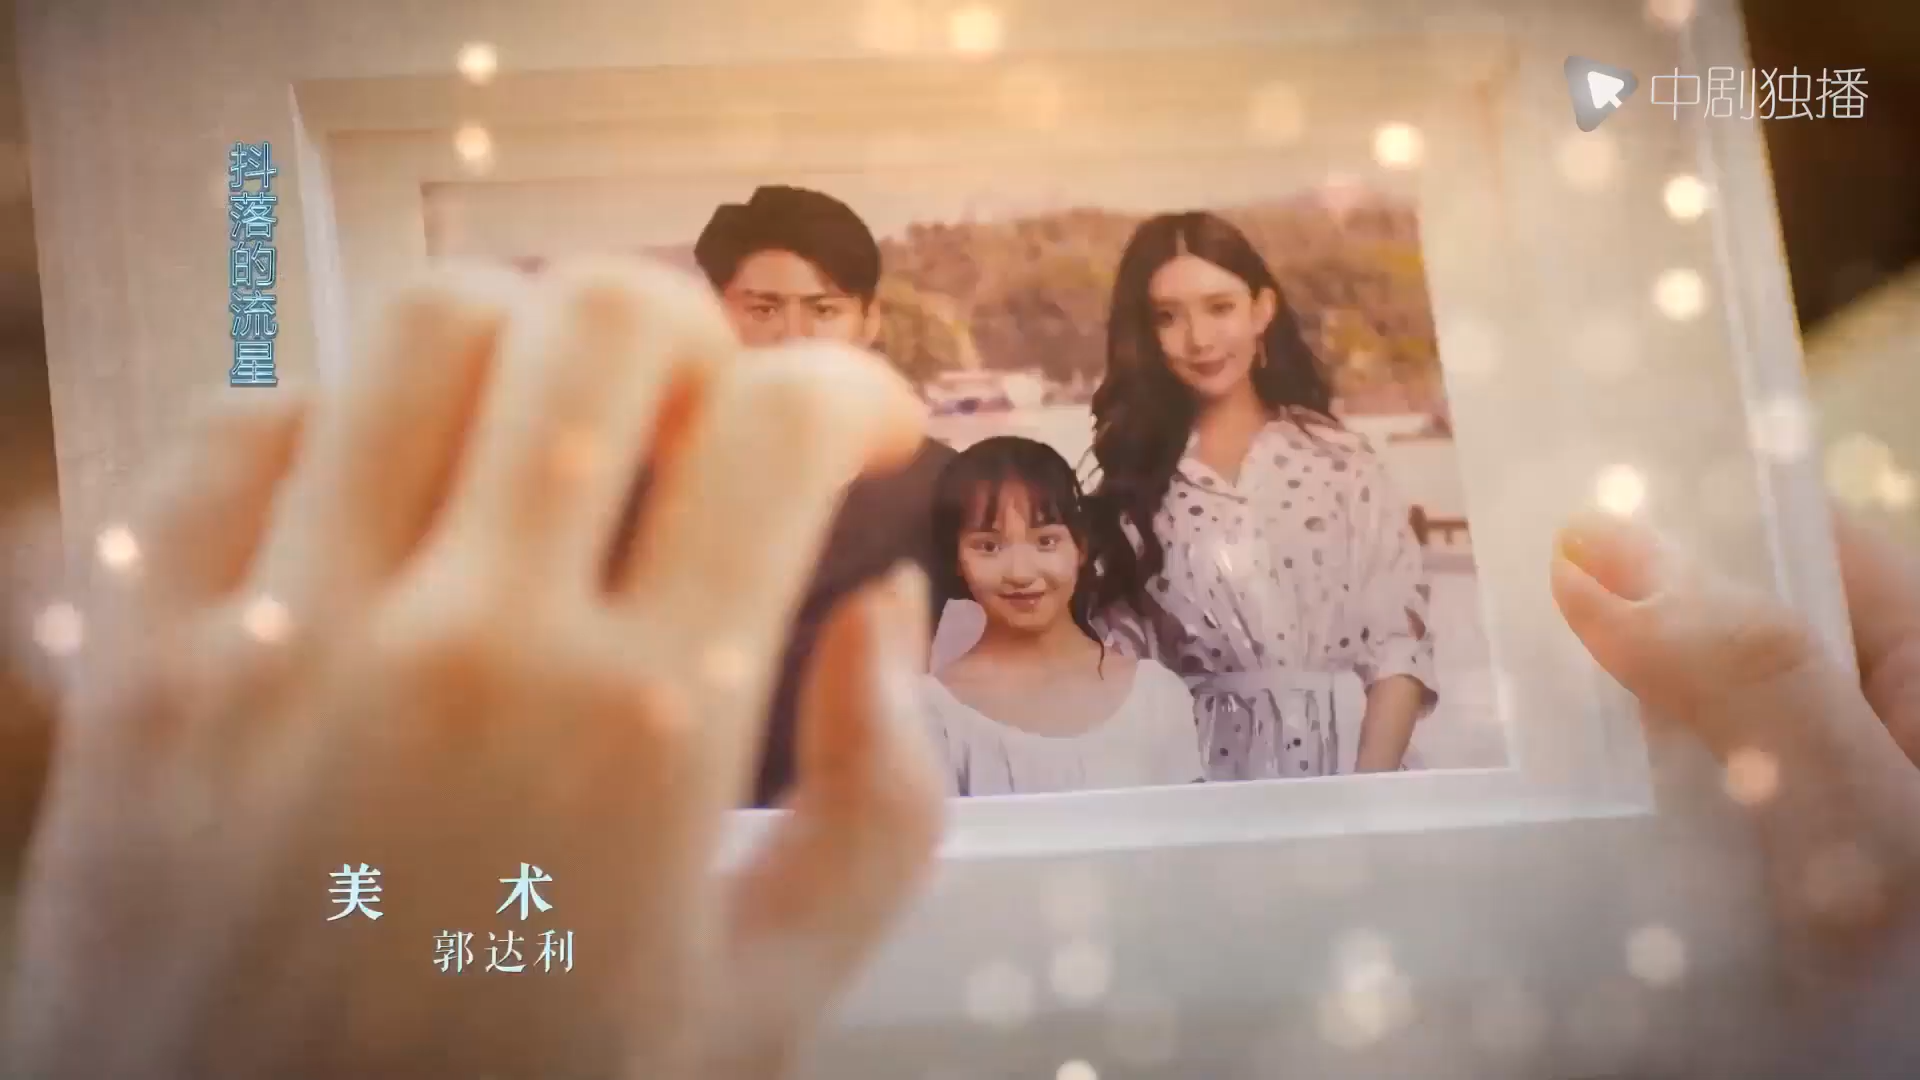 中剧独播
抖落的流星
美 术
郭达利